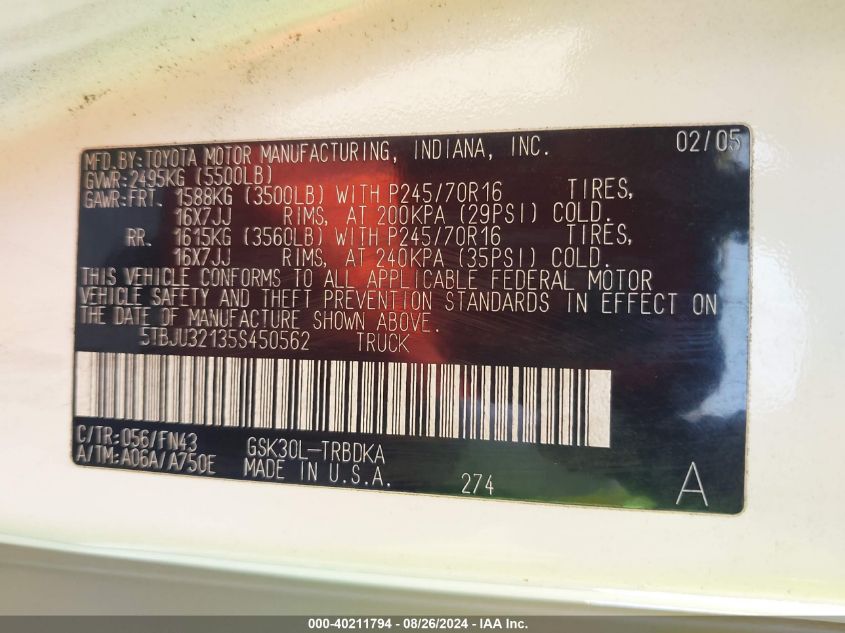 MFD.BY:TOYOTA MOTOR MANUFACTURING, INDIANA, INC. 02/05
GVWR:2495KG (5500LB)
GAWR:FRT. 1588KG (3500LB) WITH P245/70R16 TIRES,
16X7JJ RIMS, AT 200KPA (29PSI) COLD.
RR. 1615KG (3560LB) WITH P245/70R16 TIRES,
16X7JJ RIMS, AT 240KPA (35PSI) COLD.
THIS VEHICLE CONFORMS TO ALL APPLICABLE FEDERAL MOTOR
VEHICLE SAFETY AND THEFT PREVENTION STANDARDS IN EFFECT ON
THE DATE OF MANUFACTURE SHOWN ABOVE.
5TBJU32135S450562 TRUCK
C/TR:056/FN43 GSK30L-TRBDKA
A/TM:A06A/A750E MADE IN U.S.A. 274 A
000-40211794 - 08/26/2024 - IAA Inc.